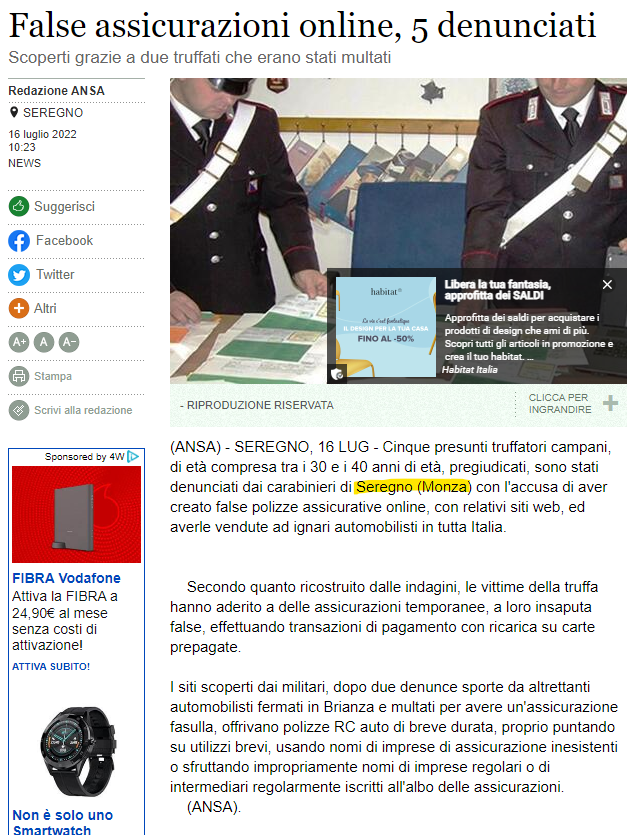 False assicurazioni online, 5 denunciati
Scoperti grazie a due truffati che erano stati multati
Redazione ANSA
SEREGNO
16 luglio 2022
10:23
NEWS
Suggerisci
Facebook
Twitter
Altri
A+ A A-
Stampa
Scrivi alla redazione
habitat
La vie c'est fantastique
IL DESIGN PER LA TUA CASA
FINO AL -50%
Libera la tua fantasia,
approfitta dei SALDI
Approfitta dei saldi per acquistare i
prodotti di design che ami di più.
Scopri tutti gli articoli in promozione e
crea il tuo habitat. ...
Habitat Italia
- RIPRODUZIONE RISERVATA
CLICCA PER
INGRANDIRE
(ANSA) - SEREGNO, 16 LUG - Cinque presunti truffatori campani,
di età compresa tra i 30 e i 40 anni di età, pregiudicati, sono stati
denunciati dai carabinieri di Seregno (Monza) con l'accusa di aver
creato false polizze assicurative online, con relativi siti web, ed
averle vendute ad ignari automobilisti in tutta Italia.
Secondo quanto ricostruito dalle indagini, le vittime della truffa
hanno aderito a delle assicurazioni temporanee, a loro insaputa
false, effettuando transazioni di pagamento con ricarica su carte
prepagate.
I siti scoperti dai militari, dopo due denunce sporte da altrettanti
automobilisti fermati in Brianza e multati per avere un'assicurazione
fasulla, offrivano polizze RC auto di breve durata, proprio puntando
su utilizzi brevi, usando nomi di imprese di assicurazione inesistenti
o sfruttando impropriamente nomi di imprese regolari o di
intermediari regolarmente iscritti all'albo delle assicurazioni.
(ANSA).
Sponsored by 4W
FIBRA Vodafone
Attiva la FIBRA a
24,90€ al mese
senza costi di
attivazione!
ATTIVA SUBITO!
Non è solo uno
Smartwatch